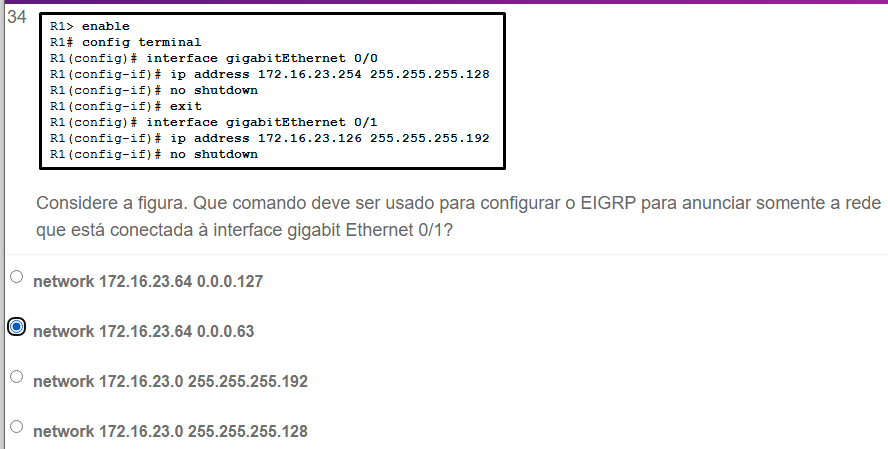 34
R1> enable
R1# config terminal
R1(config)# interface gigabitEthernet 0/0
R1(config-if)# ip address 172.16.23.254 255.255.255.128
R1(config-if)# no shutdown
R1(config-if)# exit
R1(config)# interface gigabitEthernet 0/1
R1(config-if)# ip address 172.16.23.126 255.255.255.192
R1(config-if)# no shutdown
Considere a figura. Que comando deve ser usado para configurar o EIGRP para anunciar somente a rede
que está conectada à interface gigabit Ethernet 0/1?
network 172.16.23.64 0.0.0.127
network 172.16.23.64 0.0.0.63
network 172.16.23.0 255.255.255.192
network 172.16.23.0 255.255.255.128